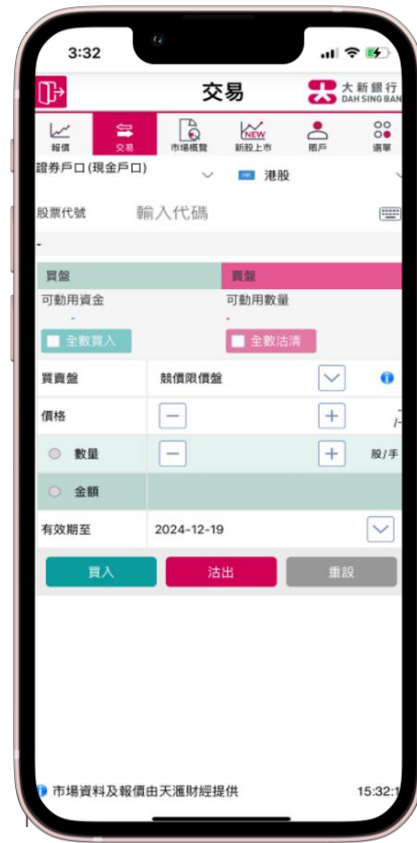 3:32
交易
大新銀行
DAH SING BAN
報價 交易 市場概覽 新股上市 賬戶 選單
NEW
證券戶口(現金戶口) HK 港股
股票代號 輸入代碼
-
買盤 賣盤
可動用資金 可動用數量
- -
全數買入 全數沽清
買賣盤 競價限價盤
價格 - + /-
數量 - + 股/手
金額
有效期至 2024-12-19
買入 沽出 重設
市場資料及報價由天滙財經提供 15:32:1